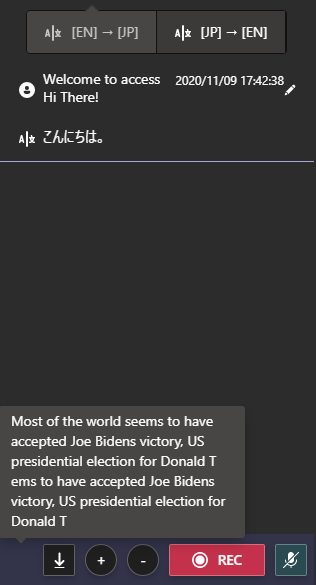 [EN] → [JP]
[JP] → [EN]
Welcome to access
2020/11/09 17:42:38
Hi There!
こんにちは。
Most of the world seems to have
accepted Joe Bidens victory, US
presidential election for Donald T
ems to have accepted Joe Bidens
victory, US presidential election for
Donald T
+
-
REC